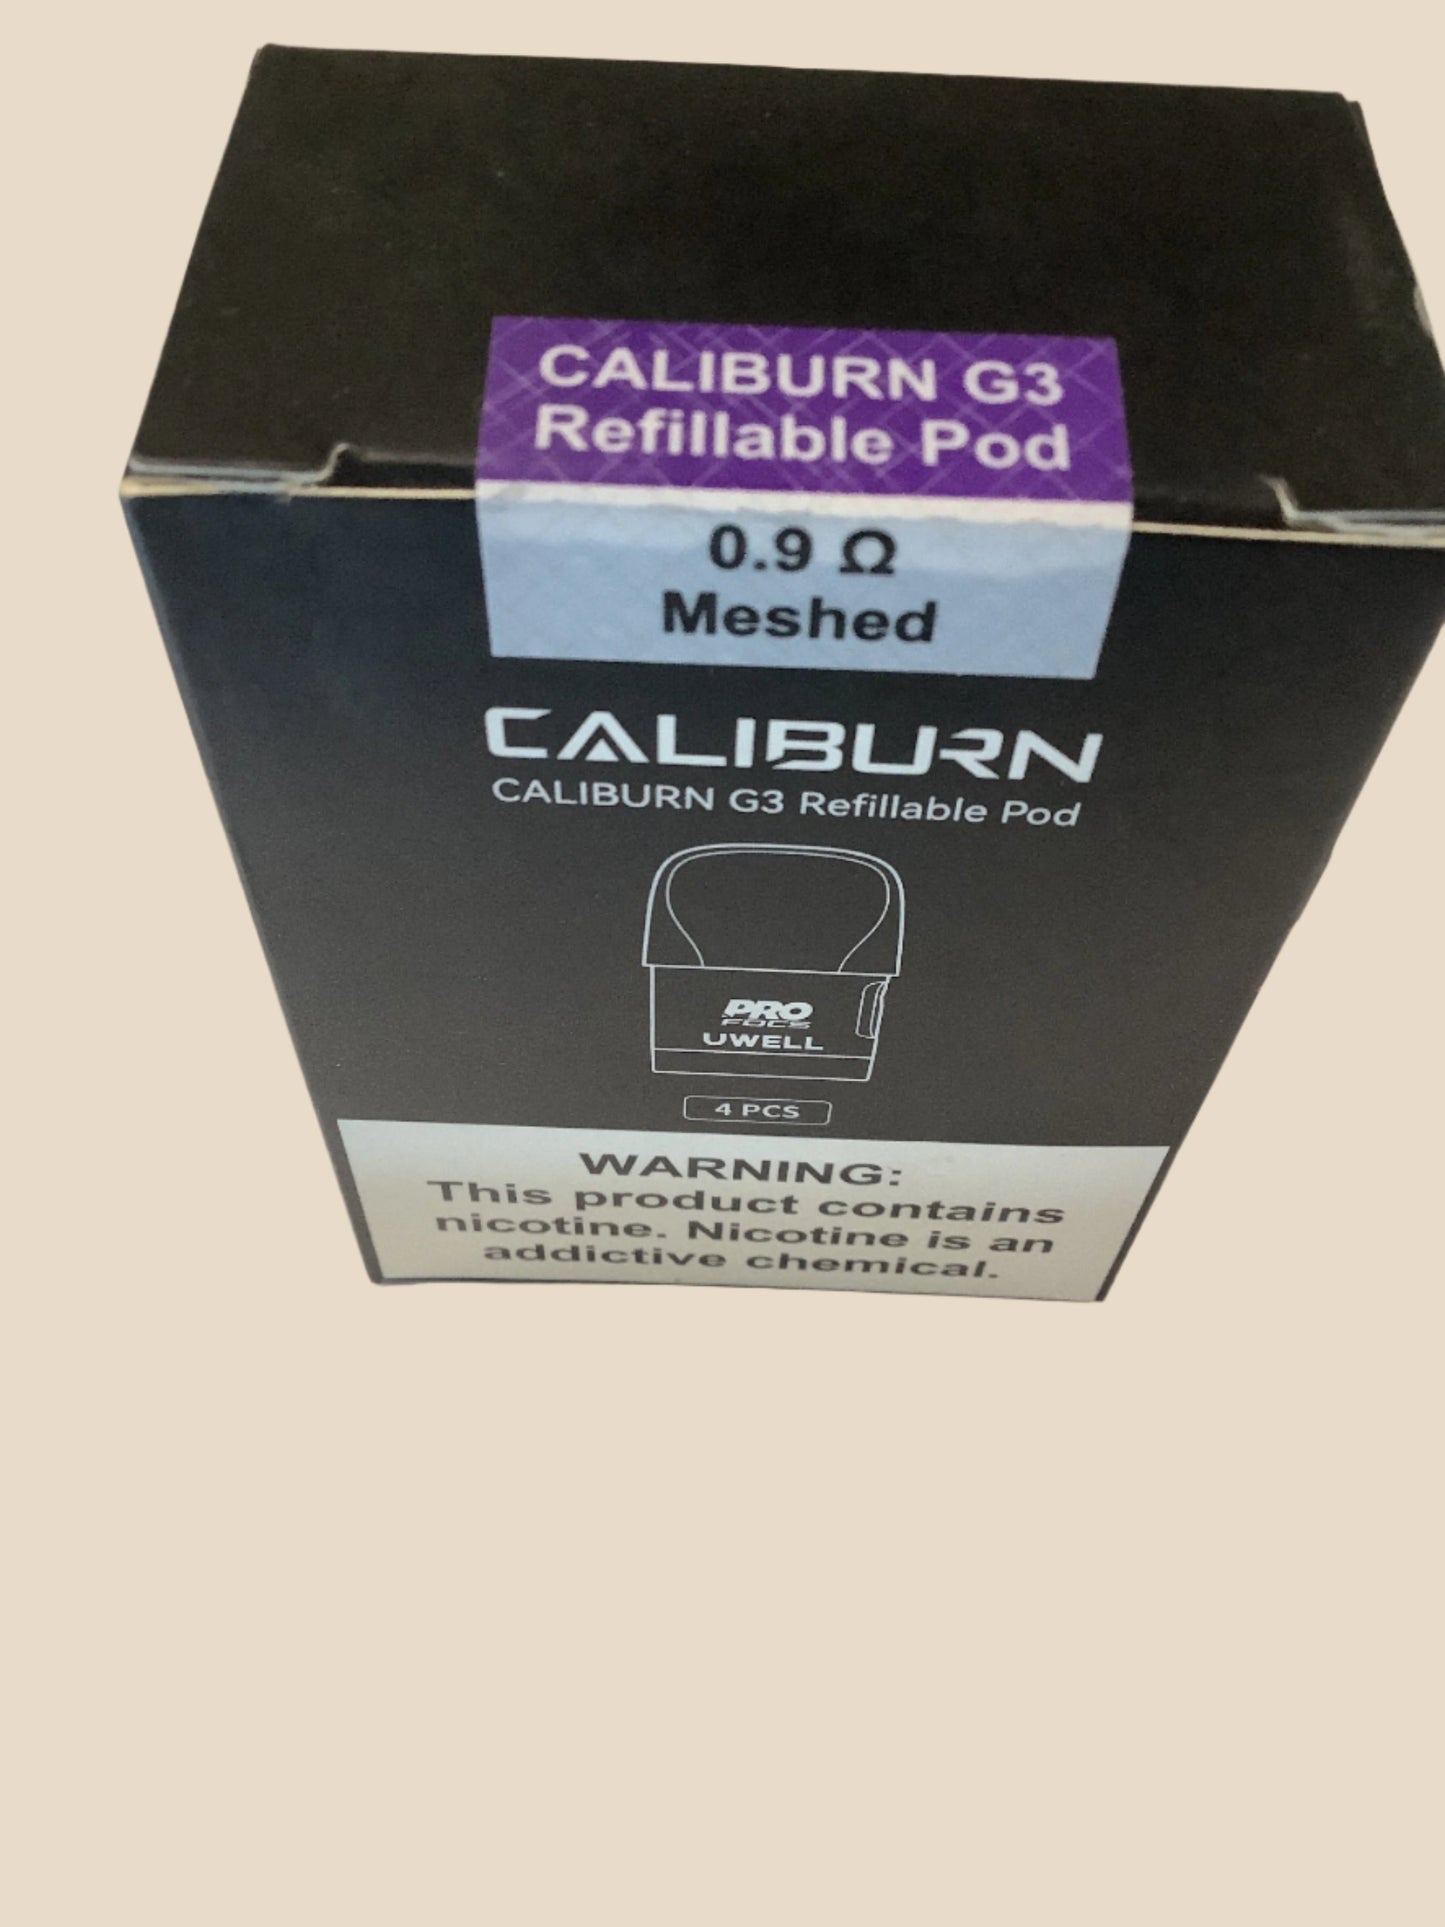 CALIBURN G3
Refillable Pod
0.9 Ω
Meshed
CALIBURN
CALIBURN G3 Refillable Pod
PRO
FOCS
UWELL
4 PCS
WARNING:
This product contains
nicotine. Nicotine is an
addictive chemical.